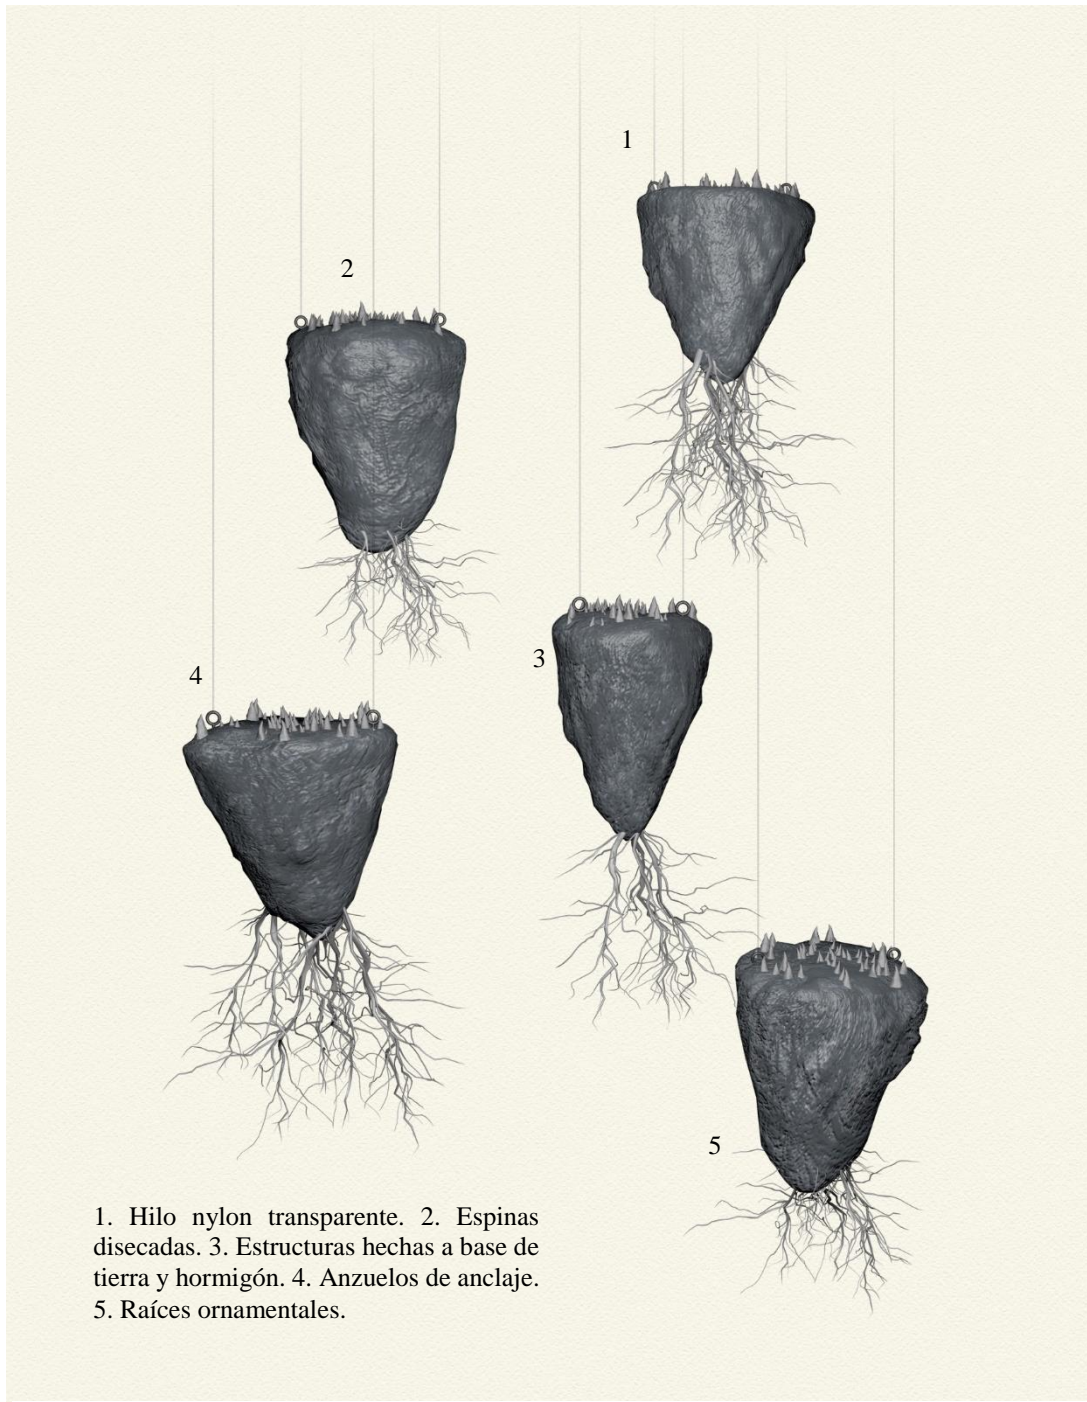 1
2
3
4
5
1. Hilo nylon transparente. 2. Espinas
disecadas. 3. Estructuras hechas a base de
tierra y hormigón. 4. Anzuelos de anclaje.
5. Raíces ornamentales.